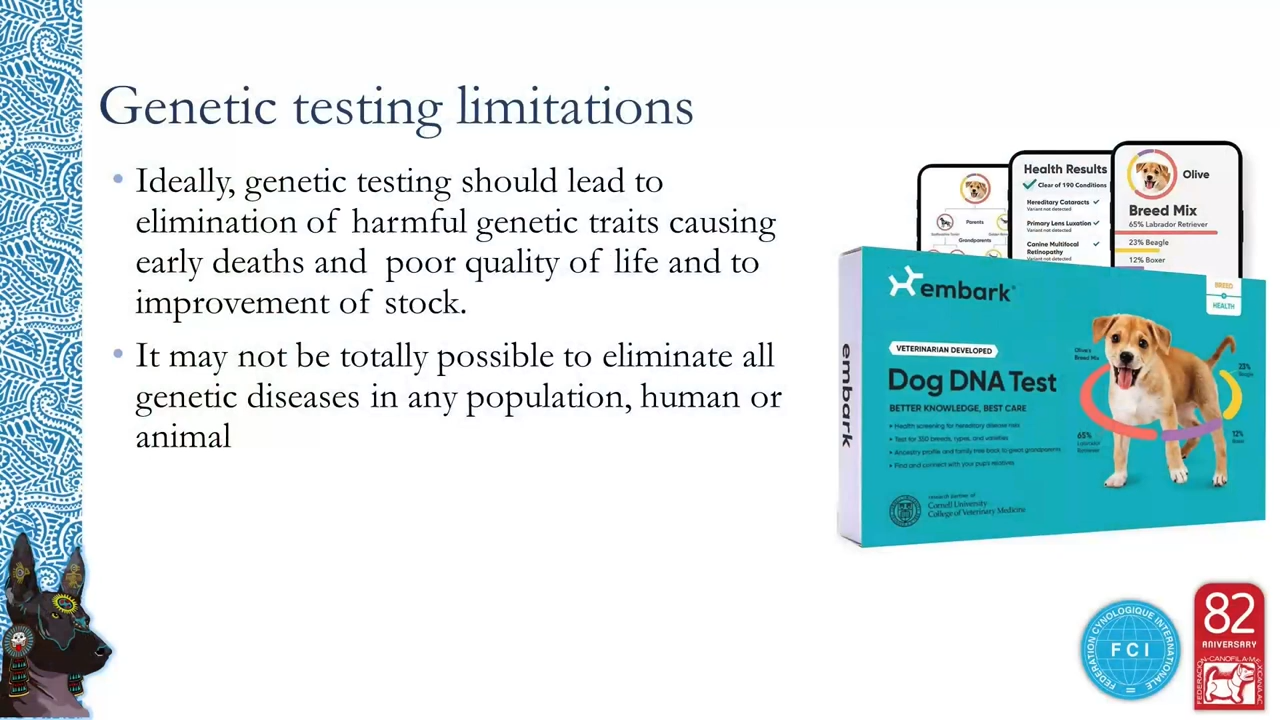 Genetic testing limitations
• Ideally, genetic testing should lead to
elimination of harmful genetic traits causing
early deaths and poor quality of life and to
improvement of stock.
• It may not be totally possible to eliminate all
genetic diseases in any population, human or
animal
Parents
Grandparents
Health Results
Clear of 190 Conditions
Hereditary Cataracts
Variant not detected
Primary Lens Luxation
Variant not detected
Canine Multifocal
Retinopathy
Variant not detected
Olive
Breed Mix
65% Labrador Retriever
23% Beagle
12% Boxer
embark
BREED
+
HEALTH
embark
VETERINARIAN DEVELOPED
Dog DNA Test
BETTER KNOWLEDGE, BEST CARE
Health screening for hereditary disease risks
Test for 350 breeds, types, and varieties
Ancestry profile and family tree back to great grandparents
Find and connect with your pup's relatives
Olive's
Breed Mix
23%
Beagle
65%
Labrador
Retriever
12%
Boxer
research partner of
Cornell University
College of Veterinary Medicine
FEDERATION CYNOLOGIQUE INTERNATIONALE
FCI
82
ANIVERSARY
FEDERACION CANOFILA MEXICANA A.C.